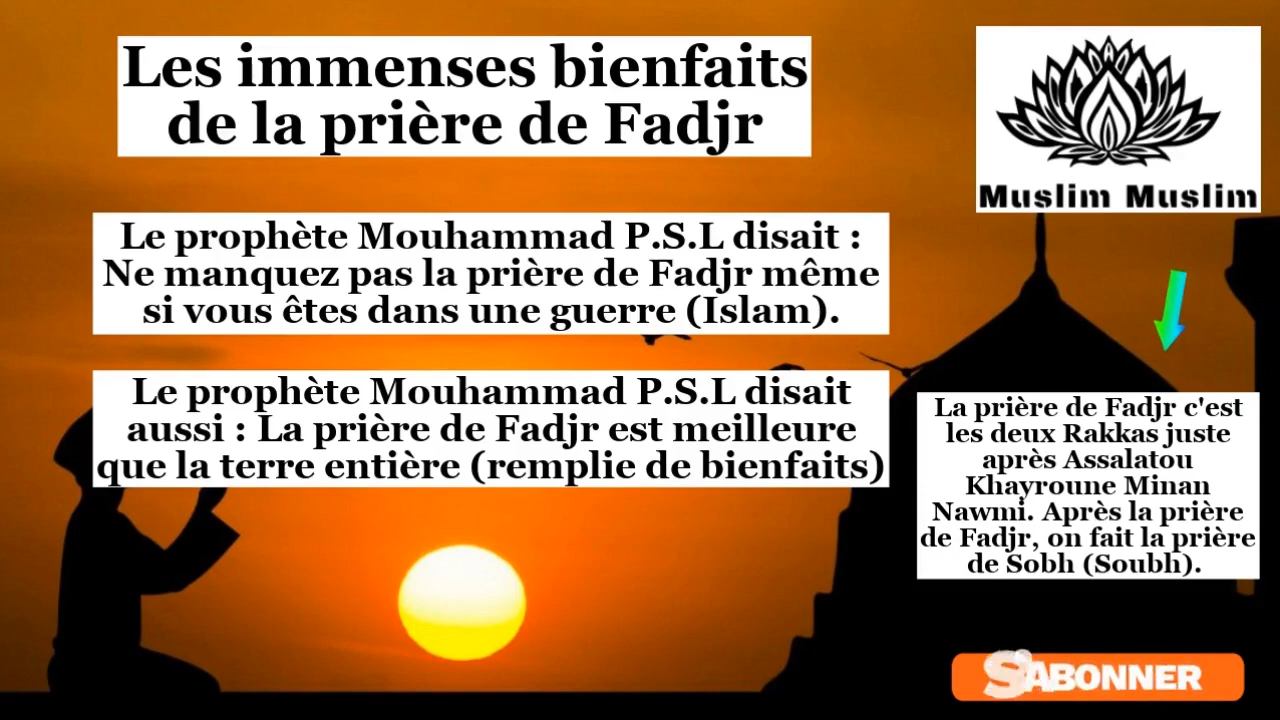 Les immenses bienfaits
de la prière de Fadjr
Muslim Muslim
Le prophète Mouhammad P.S.L disait :
Ne manquez pas la prière de Fadjr même
si vous êtes dans une guerre (Islam).
Le prophète Mouhammad P.S.L disait
aussi : La prière de Fadjr est meilleure
que la terre entière (remplie de bienfaits)
La prière de Fadjr c'est
les deux Rakkas juste
après Assalatou
Khayroune Minan
Nawmi. Après la prière
de Fadjr, on fait la prière
de Sobh (Soubh).
S'ABONNER